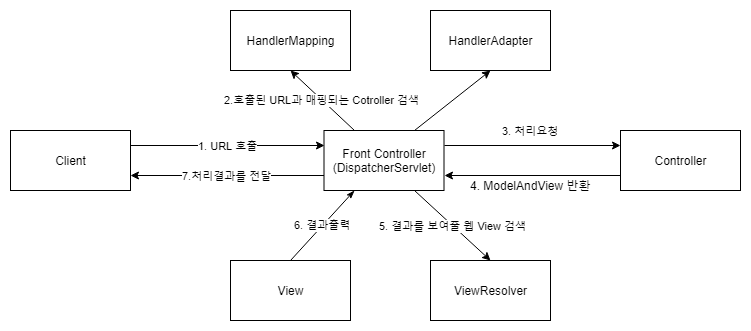 HandlerMapping
HandlerAdapter
2.호출된 URL과 매핑되는 Cotroller 검색
1. URL 호출
3. 처리요청
Client
Front Controller
(DispatcherServlet)
Controller
7.처리결과를 전달
4. ModelAndView 반환
6. 결과출력
5. 결과를 보여줄 웹 View 검색
View
ViewResolver